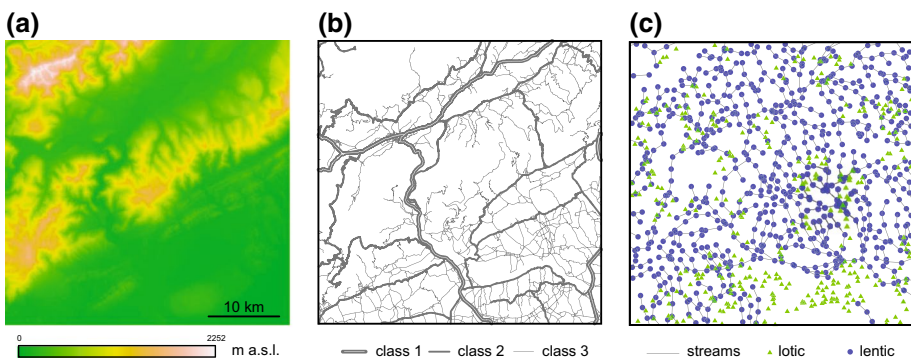 (a)
(b)
(c)
10 km
0
2252
m a.s.l.
class 1
class 2
class 3
streams
lotic
lentic